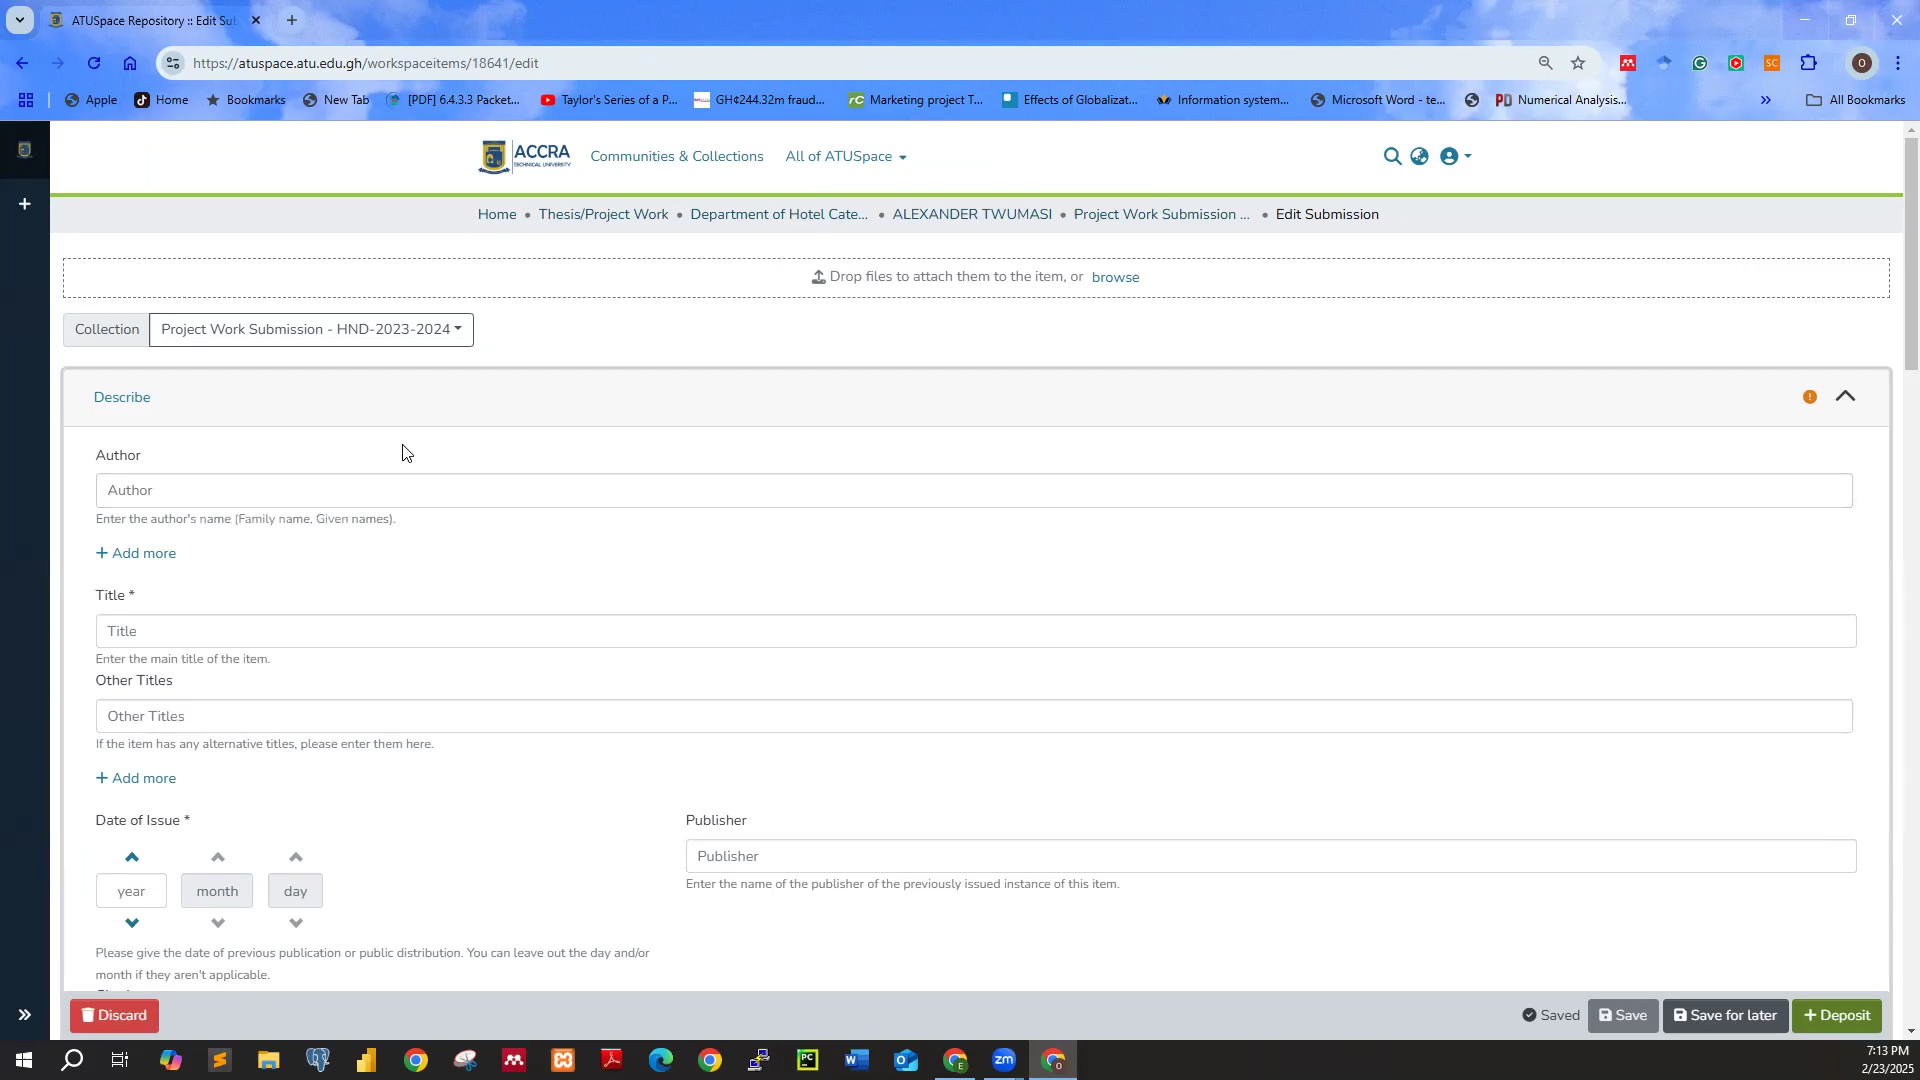 ATUSpace Repository :: Edit Su
https://atuspace.atu.edu.gh/workspaceitems/18641/edit
O
Apple
Home
Bookmarks
New Tab
[PDF] 6.4.3.3 Packet...
Taylor's Series of a P...
GH¢244.32m fraud...
Marketing project T...
Effects of Globalizat...
Information system...
Microsoft Word - te...
Numerical Analysis...
All Bookmarks
ACCRA
TECHNICAL UNIVERSITY
Communities & Collections
All of ATUSpace
Home • Thesis/Project Work • Department of Hotel Cate... • ALEXANDER TWUMASI • Project Work Submission ... • Edit Submission
Drop files to attach them to the item, or browse
Collection
Project Work Submission - HND-2023-2024
Describe
Author
Author
Enter the author's name (Family name, Given names).
+ Add more
Title *
Title
Enter the main title of the item.
Other Titles
Other Titles
If the item has any alternative titles, please enter them here.
+ Add more
Date of Issue *
Publisher
year
month
day
Publisher
Enter the name of the publisher of the previously issued instance of this item.
Please give the date of previous publication or public distribution. You can leave out the day and/or
month if they aren't applicable.
Discard
Saved
Save
Save for later
+ Deposit
7:13 PM
2/23/2025